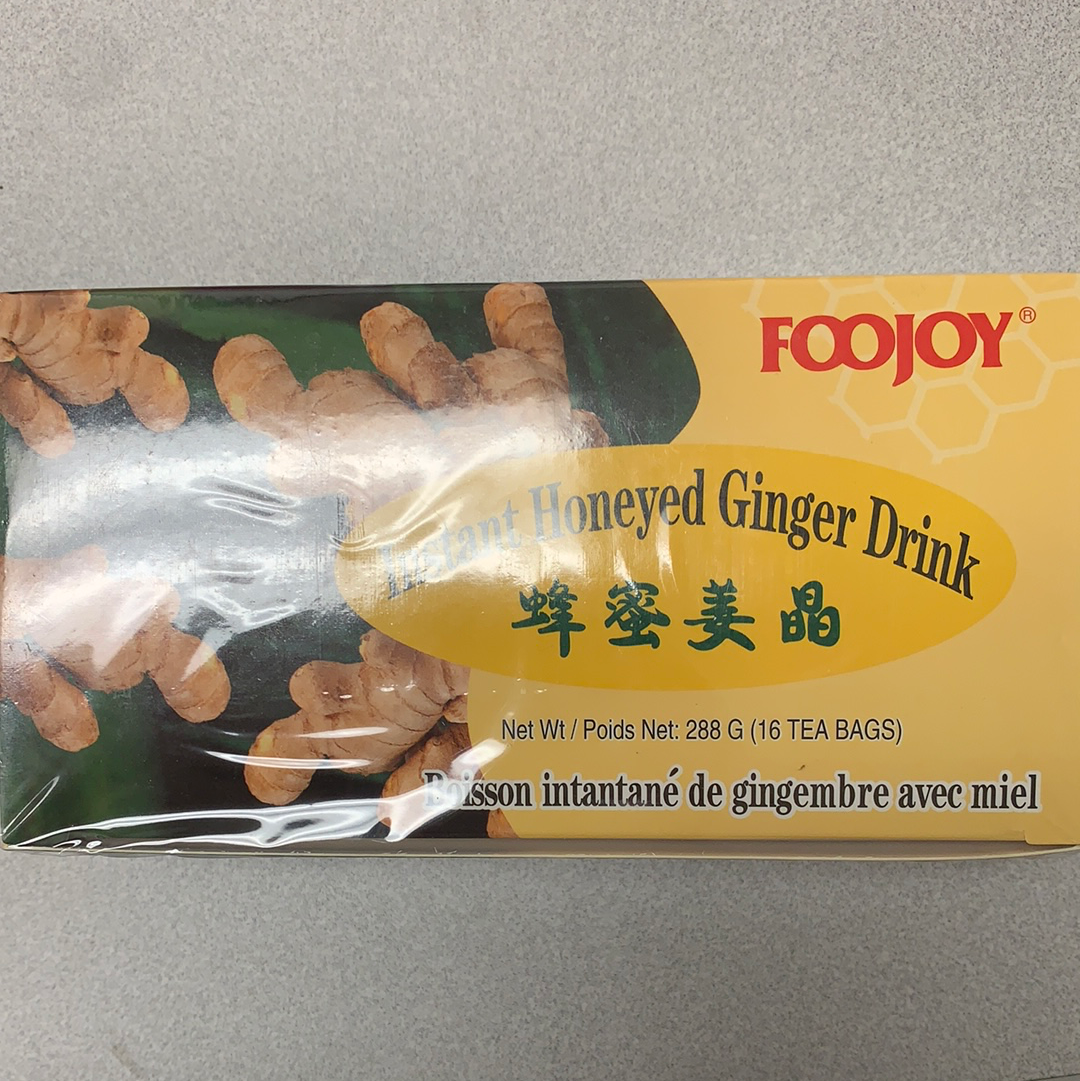 FOOJOY®
Instant Honeyed Ginger Drink
蜂蜜姜晶
Net Wt / Poids Net: 288 G (16 TEA BAGS)
Boisson intantané de gingembre avec miel